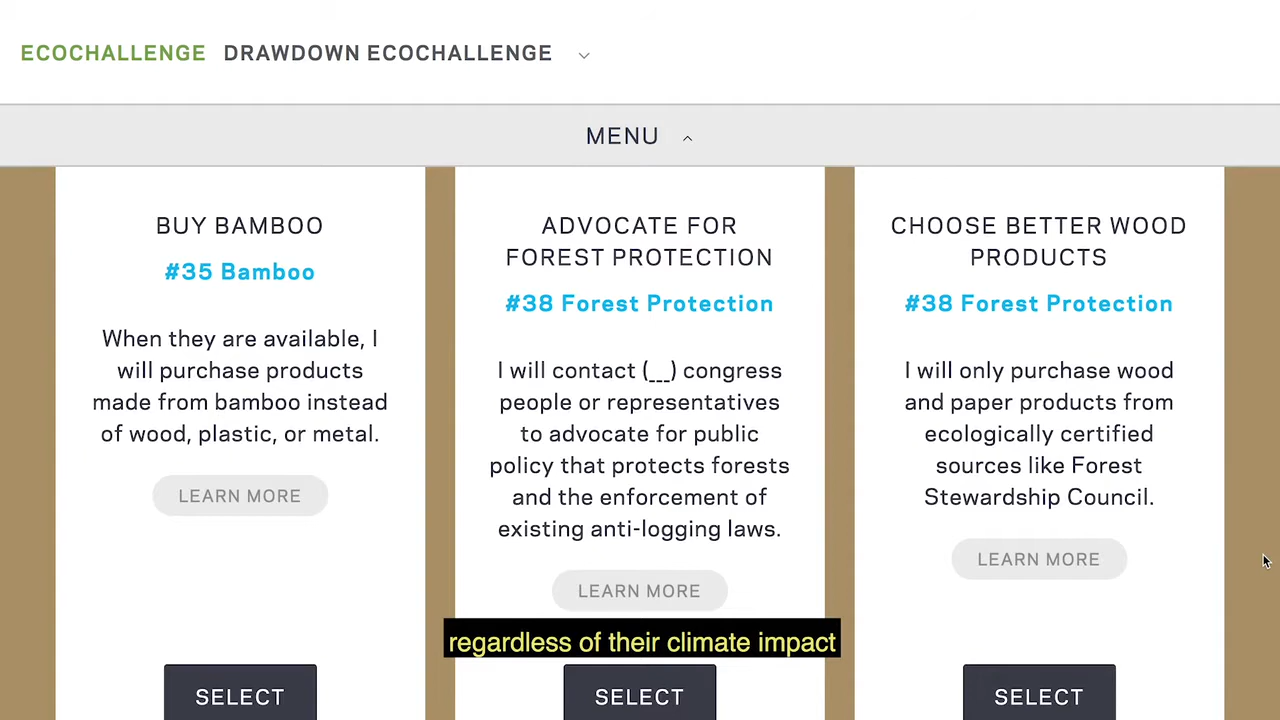 ECOCHALLENGE DRAWDOWN ECOCHALLENGE
MENU
BUY BAMBOO
#35 Bamboo
When they are available, I
will purchase products
made from bamboo instead
of wood, plastic, or metal.
LEARN MORE
SELECT
ADVOCATE FOR
FOREST PROTECTION
#38 Forest Protection
I will contact (___) congress
people or representatives
to advocate for public
policy that protects forests
and the enforcement of
existing anti-logging laws.
LEARN MORE
SELECT
CHOOSE BETTER WOOD
PRODUCTS
#38 Forest Protection
I will only purchase wood
and paper products from
ecologically certified
sources like Forest
Stewardship Council.
LEARN MORE
SELECT
regardless of their climate impact